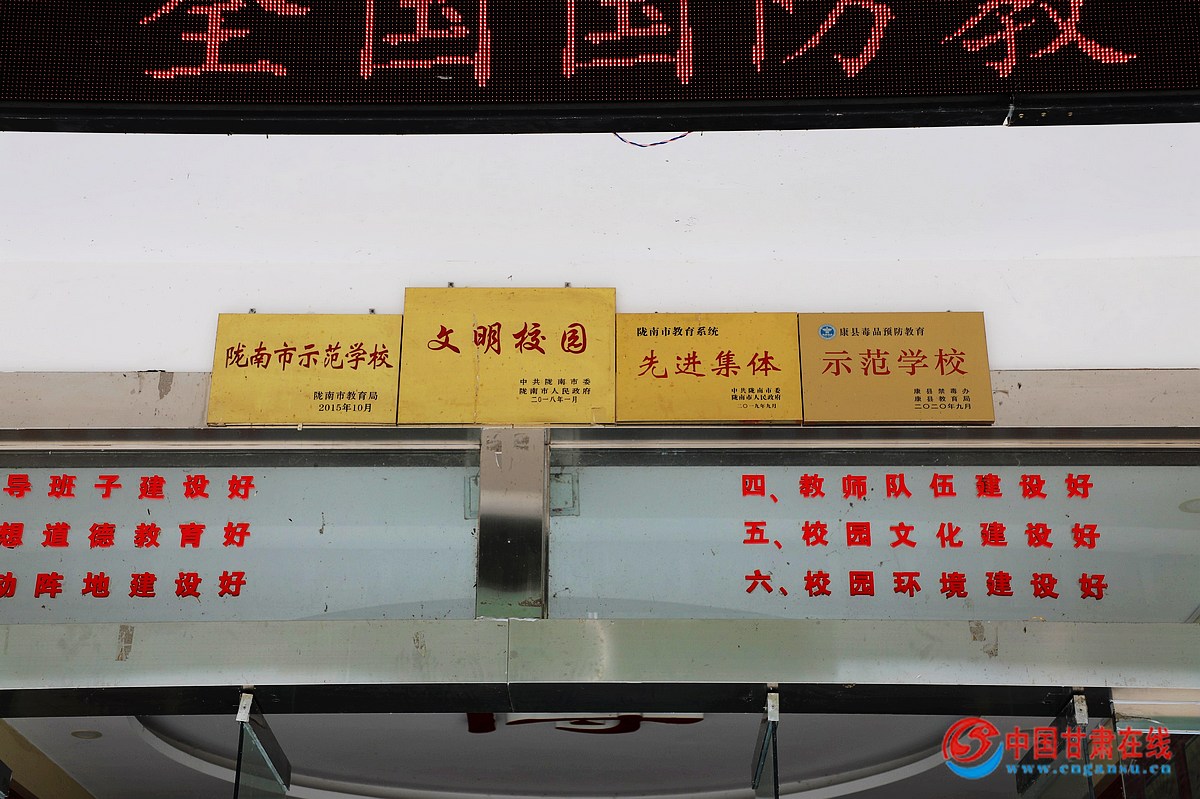 全国国防教
陇南市示范学校
陇南市教育局
2015年10月
文明校园
中共陇南市委
陇南市人民政府
二〇一八年一月
陇南市教育系统
先进集体
中共陇南市委
陇南市人民政府
二〇一九年九月
康县毒品预防教育
示范学校
康县禁毒办
康县教育局
二〇二〇年九月
导班子建设好
想道德教育好
动阵地建设好
四、教师队伍建设好
五、校园文化建设好
六、校园环境建设好
中国甘肃在线
www.cngansu.cn